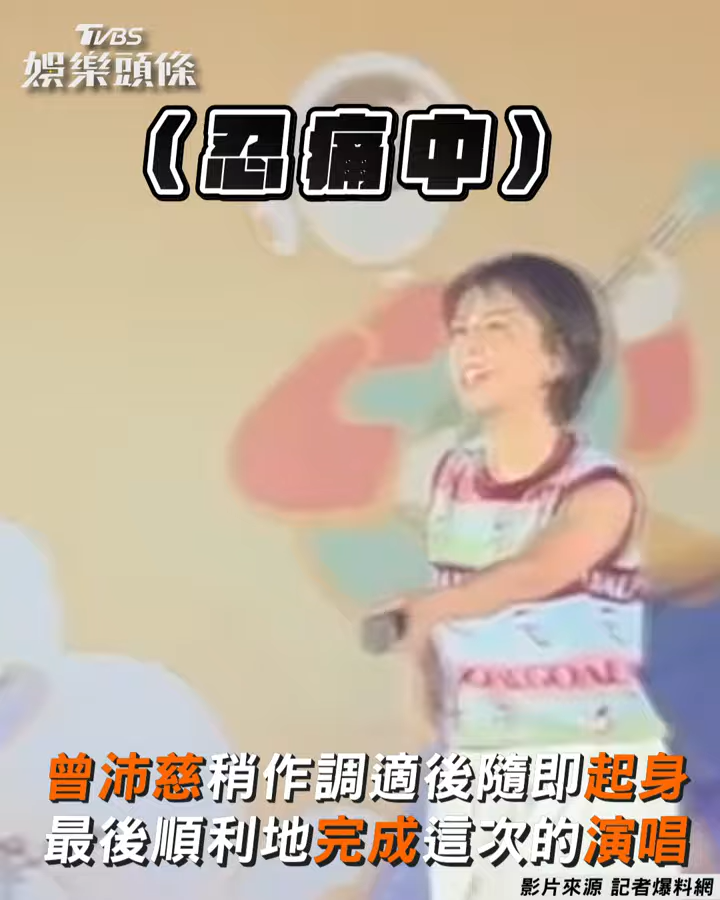 TVBS
娛樂頭條
（忍痛中）
曾沛慈稍作調適後隨即起身
最後順利地完成這次的演唱
影片來源 記者爆料網